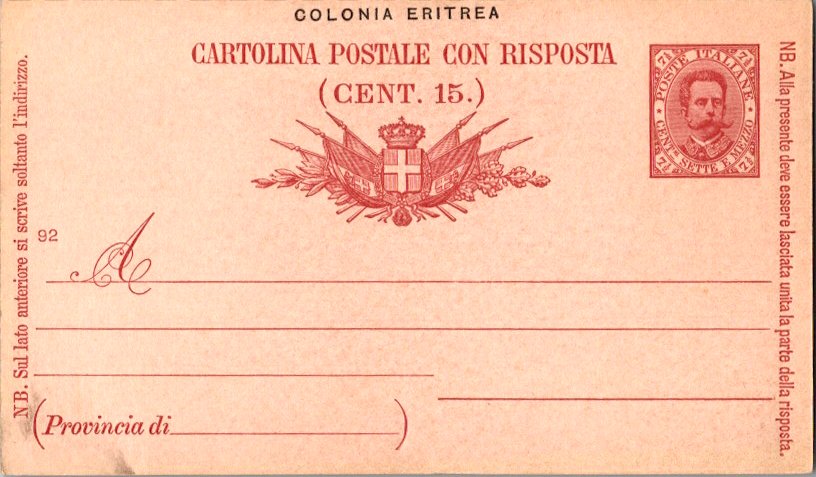 COLONIA ERITREA
CARTOLINA POSTALE CON RISPOSTA
(CENT. 15.)
7½ 7½
POSTE ITALIANE
CENTMI SETTE E MEZZO
7½ 7½
92
A
(Provincia di )
NB. Sul lato anteriore si scrive soltanto l'indirizzo.
NB. Alla presente deve essere lasciata unita la parte della risposta.